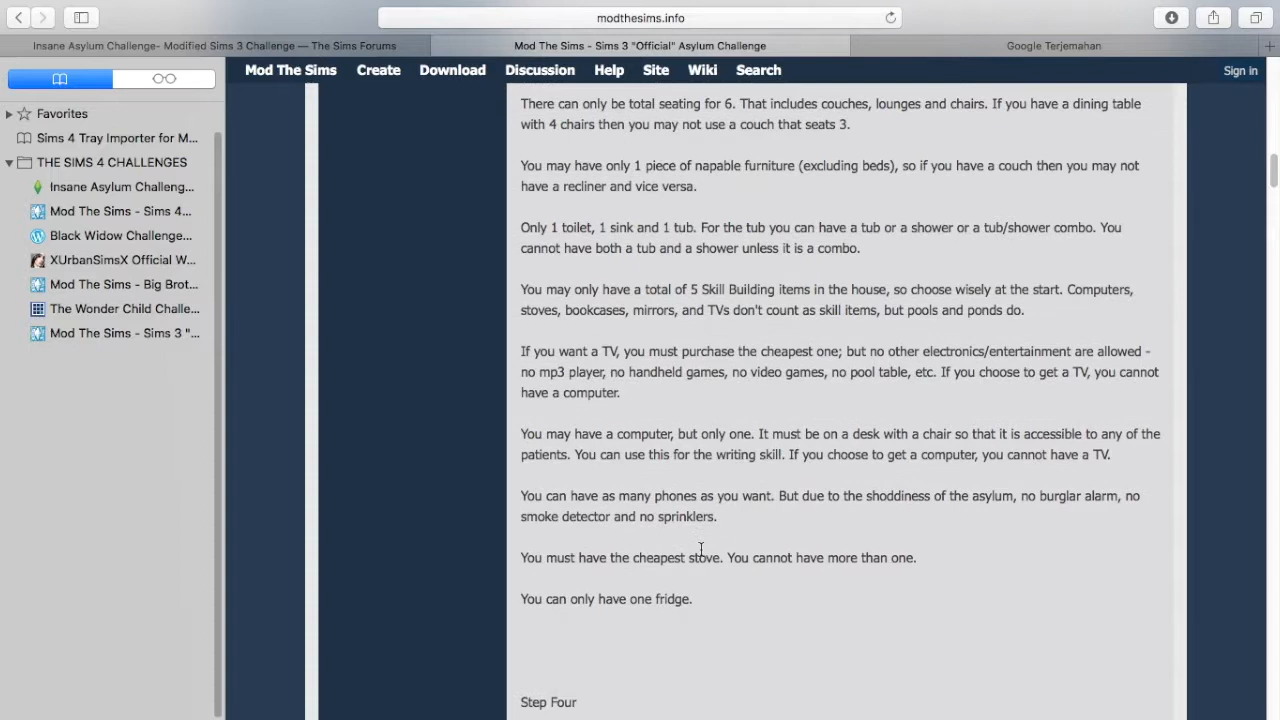 modthesims.info
Insane Asylum Challenge- Modified Sims 3 Challenge — The Sims Forums
Mod The Sims - Sims 3 "Official" Asylum Challenge
Google Terjemahan
Mod The Sims
Create
Download
Discussion
Help
Site
Wiki
Search
Sign in
Favorites
Sims 4 Tray Importer for M...
THE SIMS 4 CHALLENGES
Insane Asylum Challeng...
Mod The Sims - Sims 4...
Black Widow Challenge...
XUrbanSimsX Official W...
Mod The Sims - Big Brot...
The Wonder Child Challe...
Mod The Sims - Sims 3 "...
There can only be total seating for 6. That includes couches, lounges and chairs. If you have a dining table
with 4 chairs then you may not use a couch that seats 3.
You may have only 1 piece of napable furniture (excluding beds), so if you have a couch then you may not
have a recliner and vice versa.
Only 1 toilet, 1 sink and 1 tub. For the tub you can have a tub or a shower or a tub/shower combo. You
cannot have both a tub and a shower unless it is a combo.
You may only have a total of 5 Skill Building items in the house, so choose wisely at the start. Computers,
stoves, bookcases, mirrors, and TVs don't count as skill items, but pools and ponds do.
If you want a TV, you must purchase the cheapest one; but no other electronics/entertainment are allowed -
no mp3 player, no handheld games, no video games, no pool table, etc. If you choose to get a TV, you cannot
have a computer.
You may have a computer, but only one. It must be on a desk with a chair so that it is accessible to any of the
patients. You can use this for the writing skill. If you choose to get a computer, you cannot have a TV.
You can have as many phones as you want. But due to the shoddiness of the asylum, no burglar alarm, no
smoke detector and no sprinklers.
You must have the cheapest stove. You cannot have more than one.
You can only have one fridge.
Step Four